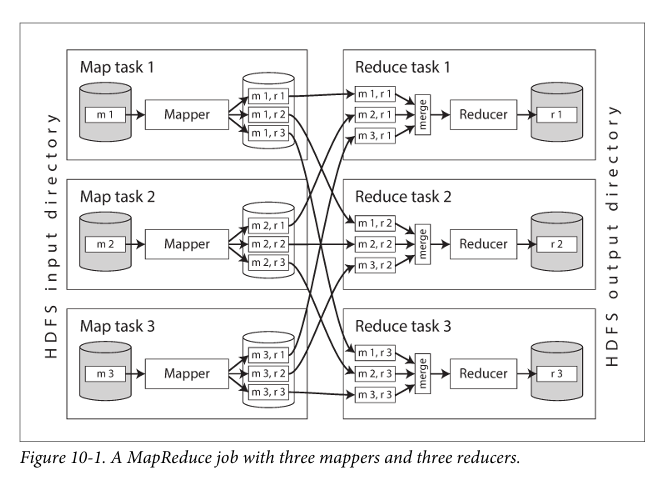 HDFS input directory
Map task 1
m 1
Mapper
m 1, r 1
m 1, r 2
m 1, r 3
Reduce task 1
m 1, r 1
m 2, r 1
m 3, r 1
merge
Reducer
r 1
Map task 2
m 2
Mapper
m 2, r 1
m 2, r 2
m 2, r 3
Reduce task 2
m 1, r 2
m 2, r 2
m 3, r 2
merge
Reducer
r 2
Map task 3
m 3
Mapper
m 3, r 1
m 3, r 2
m 3, r 3
Reduce task 3
m 1, r 3
m 2, r 3
m 3, r 3
merge
Reducer
r 3
HDFS output directory
Figure 10-1. A MapReduce job with three mappers and three reducers.